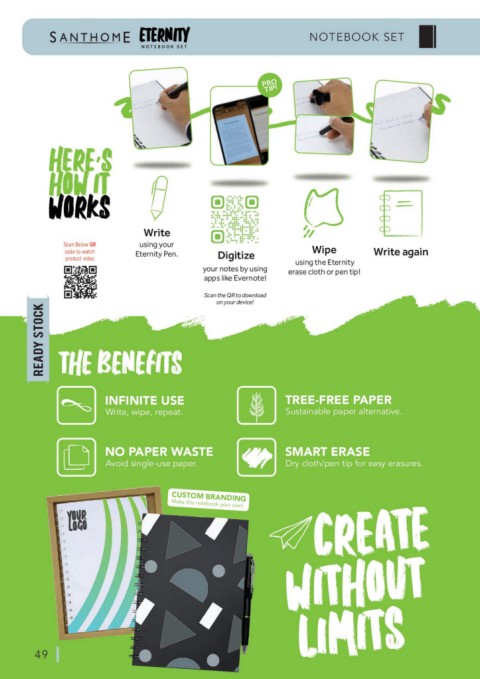 SANTHOME ETERNITY
NOTEBOOK SET
NOTEBOOK SET
PRO
TIP!
HERE'S
HOW IT
WORKS
Scan Below QR
code to watch
product video
Write
using your
Eternity Pen.
Digitize
your notes by using
apps like Evernote!
Scan the QR to download
on your device!
Wipe
using the Eternity
erase cloth or pen tip!
Write again
READY STOCK
THE BENEFITS
INFINITE USE
Write, wipe, repeat.
TREE-FREE PAPER
Sustainable paper alternative.
NO PAPER WASTE
Avoid single-use paper.
SMART ERASE
Dry cloth/pen tip for easy erasures.
CUSTOM BRANDING
Make this notebook your own!
YOUR
LOGO
CREATE
WITHOUT
LIMITS
49